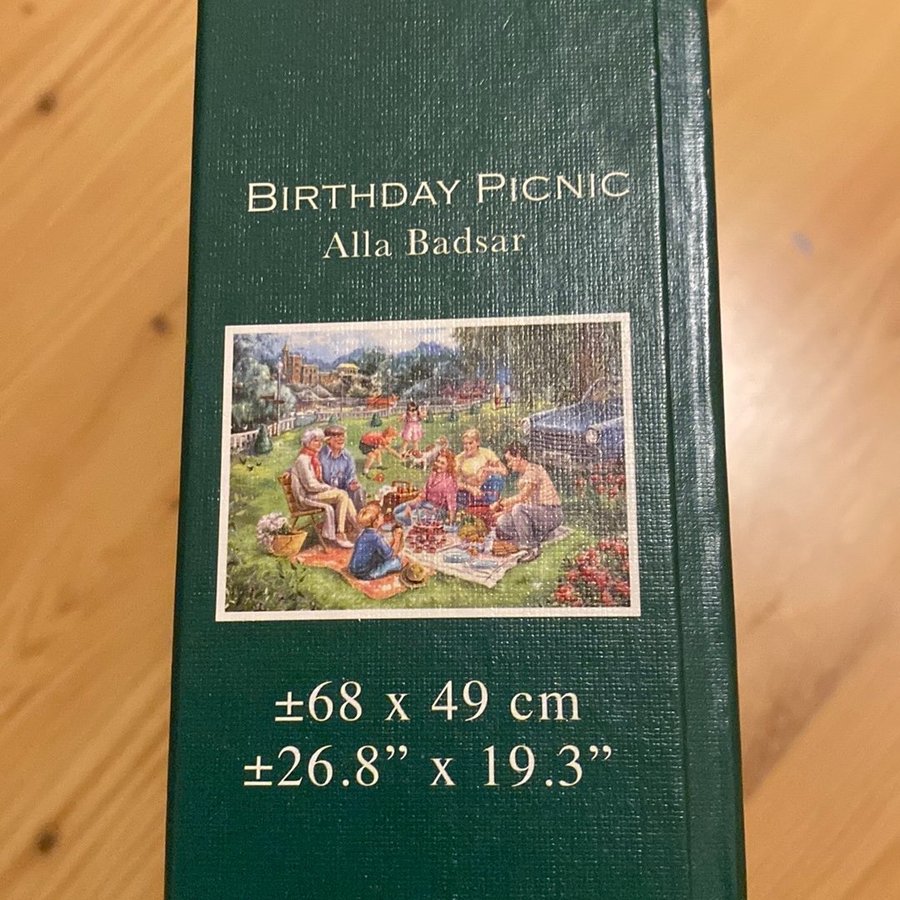 BIRTHDAY PICNIC
Alla Badsar
±68 x 49 cm
±26.8” x 19.3”